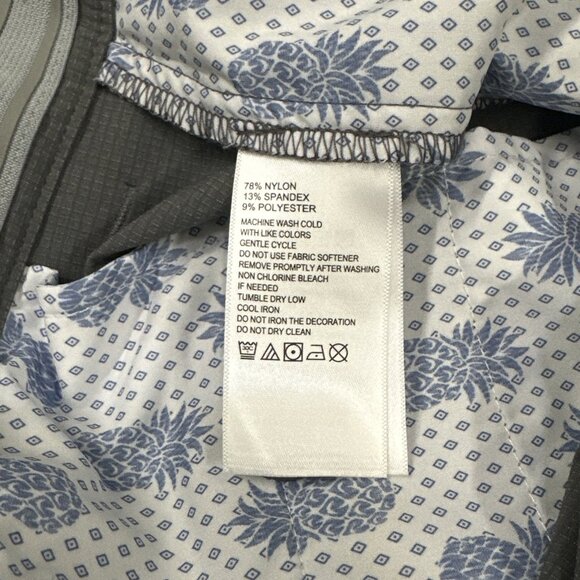 78% NYLON
13% SPANDEX
9% POLYESTER
MACHINE WASH COLD
WITH LIKE COLORS
GENTLE CYCLE
DO NOT USE FABRIC SOFTENER
REMOVE PROMPTLY AFTER WASHING
NON CHLORINE BLEACH
IF NEEDED
TUMBLE DRY LOW
COOL IRON
DO NOT IRON THE DECORATION
DO NOT DRY CLEAN